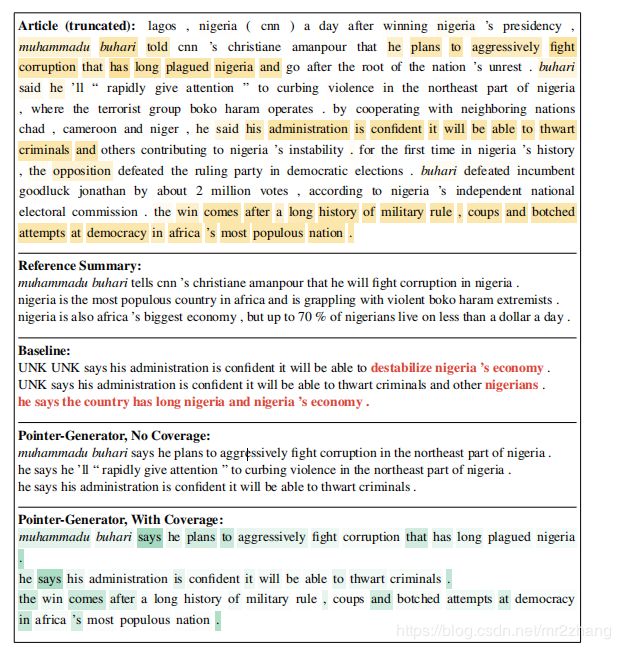 Article (truncated): lagos , nigeria ( cnn ) a day after winning nigeria 's presidency ,
muhammadu buhari told cnn 's christiane amanpour that he plans to aggressively fight
corruption that has long plagued nigeria and go after the root of the nation 's unrest . buhari
said he 'll “ rapidly give attention ” to curbing violence in the northeast part of nigeria
, where the terrorist group boko haram operates . by cooperating with neighboring nations
chad , cameroon and niger , he said his administration is confident it will be able to thwart
criminals and others contributing to nigeria 's instability . for the first time in nigeria 's history
, the opposition defeated the ruling party in democratic elections . buhari defeated incumbent
goodluck jonathan by about 2 million votes , according to nigeria 's independent national
electoral commission . the win comes after a long history of military rule , coups and botched
attempts at democracy in africa 's most populous nation .
Reference Summary:
muhammadu buhari tells cnn 's christiane amanpour that he will fight corruption in nigeria .
nigeria is the most populous country in africa and is grappling with violent boko haram extremists .
nigeria is also africa 's biggest economy , but up to 70 % of nigerians live on less than a dollar a day .
Baseline:
UNK UNK says his administration is confident it will be able to destabilize nigeria 's economy .
UNK says his administration is confident it will be able to thwart criminals and other nigerians .
he says the country has long nigeria and nigeria 's economy .
Pointer-Generator, No Coverage:
muhammadu buhari says he plans to aggressively fight corruption in the northeast part of nigeria .
he says he 'll “ rapidly give attention ” to curbing violence in the northeast part of nigeria .
he says his administration is confident it will be able to thwart criminals .
Pointer-Generator, With Coverage:
muhammadu buhari says he plans to aggressively fight corruption that has long plagued nigeria
.
he says his administration is confident it will be able to thwart criminals .
the win comes after a long history of military rule , coups and botched attempts at democracy
in africa 's most populous nation .
https://blog.csdn.net/mr2zhang